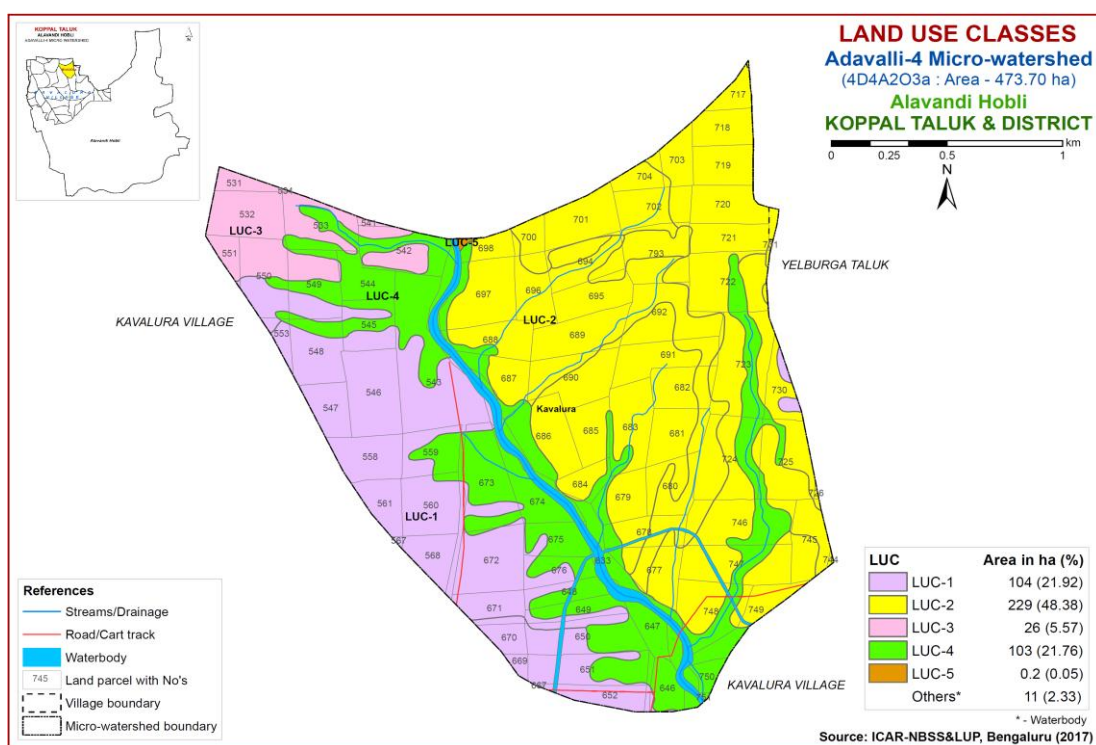 KOPPAL TALUK
ALAVANDI HOBLI
ADAVALLI-4 MICRO-WATERSHED
N
Alavandi Hobli
LAND USE CLASSES
Adavalli-4 Micro-watershed
(4D4A2O3a : Area - 473.70 ha)
Alavandi Hobli
KOPPAL TALUK & DISTRICT
km
0 0.25 0.5 1
N
717
718
703
719
704
531
534
702
720
532
533
541
701
LUC-3
700
721
LUC-5
698
551
542
694
793
721
YELBURGA TALUK
550
549
544
722
LUC-4
697
696
695
KAVALURA VILLAGE
545
LUC-2
692
553
688
689
548
691
723
543
687
690
682
546
730
547
Kavalura
686
685
683
681
559
558
724
725
673
684
680
561
560
674
679
726
LUC-1
746
567
675
678
745
568
672
633
744
676
677
747
648
671
649
748
749
670
650
647
669
651
750
KAVALURA VILLAGE
667
652
646
751
References
Streams/Drainage
Road/Cart track
Waterbody
745 Land parcel with No's
Village boundary
Micro-watershed boundary
LUC Area in ha (%)
LUC-1 104 (21.92)
LUC-2 229 (48.38)
LUC-3 26 (5.57)
LUC-4 103 (21.76)
LUC-5 0.2 (0.05)
Others* 11 (2.33)
* - Waterbody
Source: ICAR-NBSS&LUP, Bengaluru (2017)